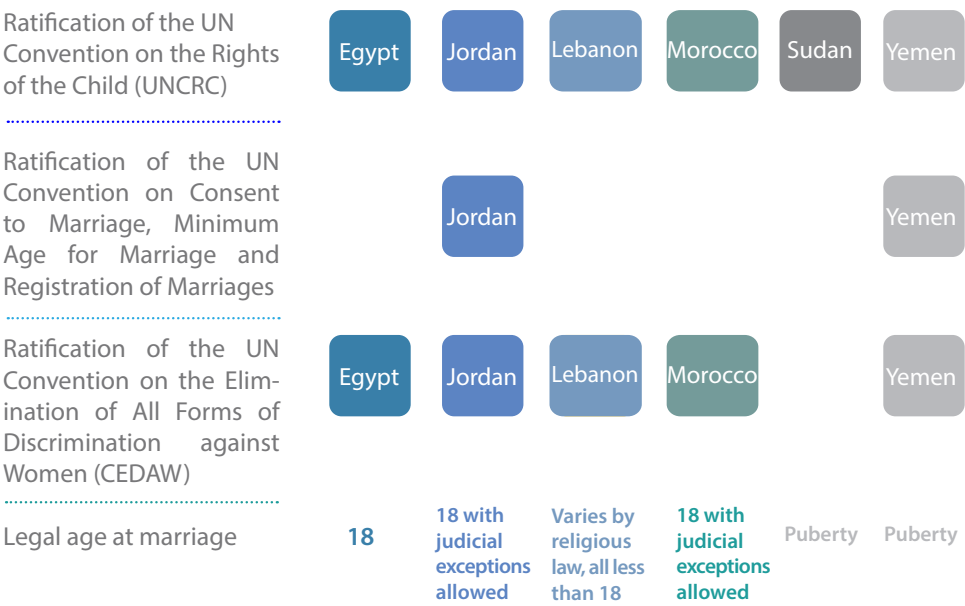 Ratification of the UN
Convention on the Rights
of the Child (UNCRC)
Egypt
Jordan
Lebanon
Morocco
Sudan
Yemen
Ratification of the UN
Convention on Consent
to Marriage, Minimum
Age for Marriage and
Registration of Marriages
Jordan
Yemen
Ratification of the UN
Convention on the Elim-
ination of All Forms of
Discrimination against
Women (CEDAW)
Egypt
Jordan
Lebanon
Morocco
Yemen
Legal age at marriage
18
18 with
judicial
exceptions
allowed
Varies by
religious
law, all less
than 18
18 with
judicial
exceptions
allowed
Puberty
Puberty